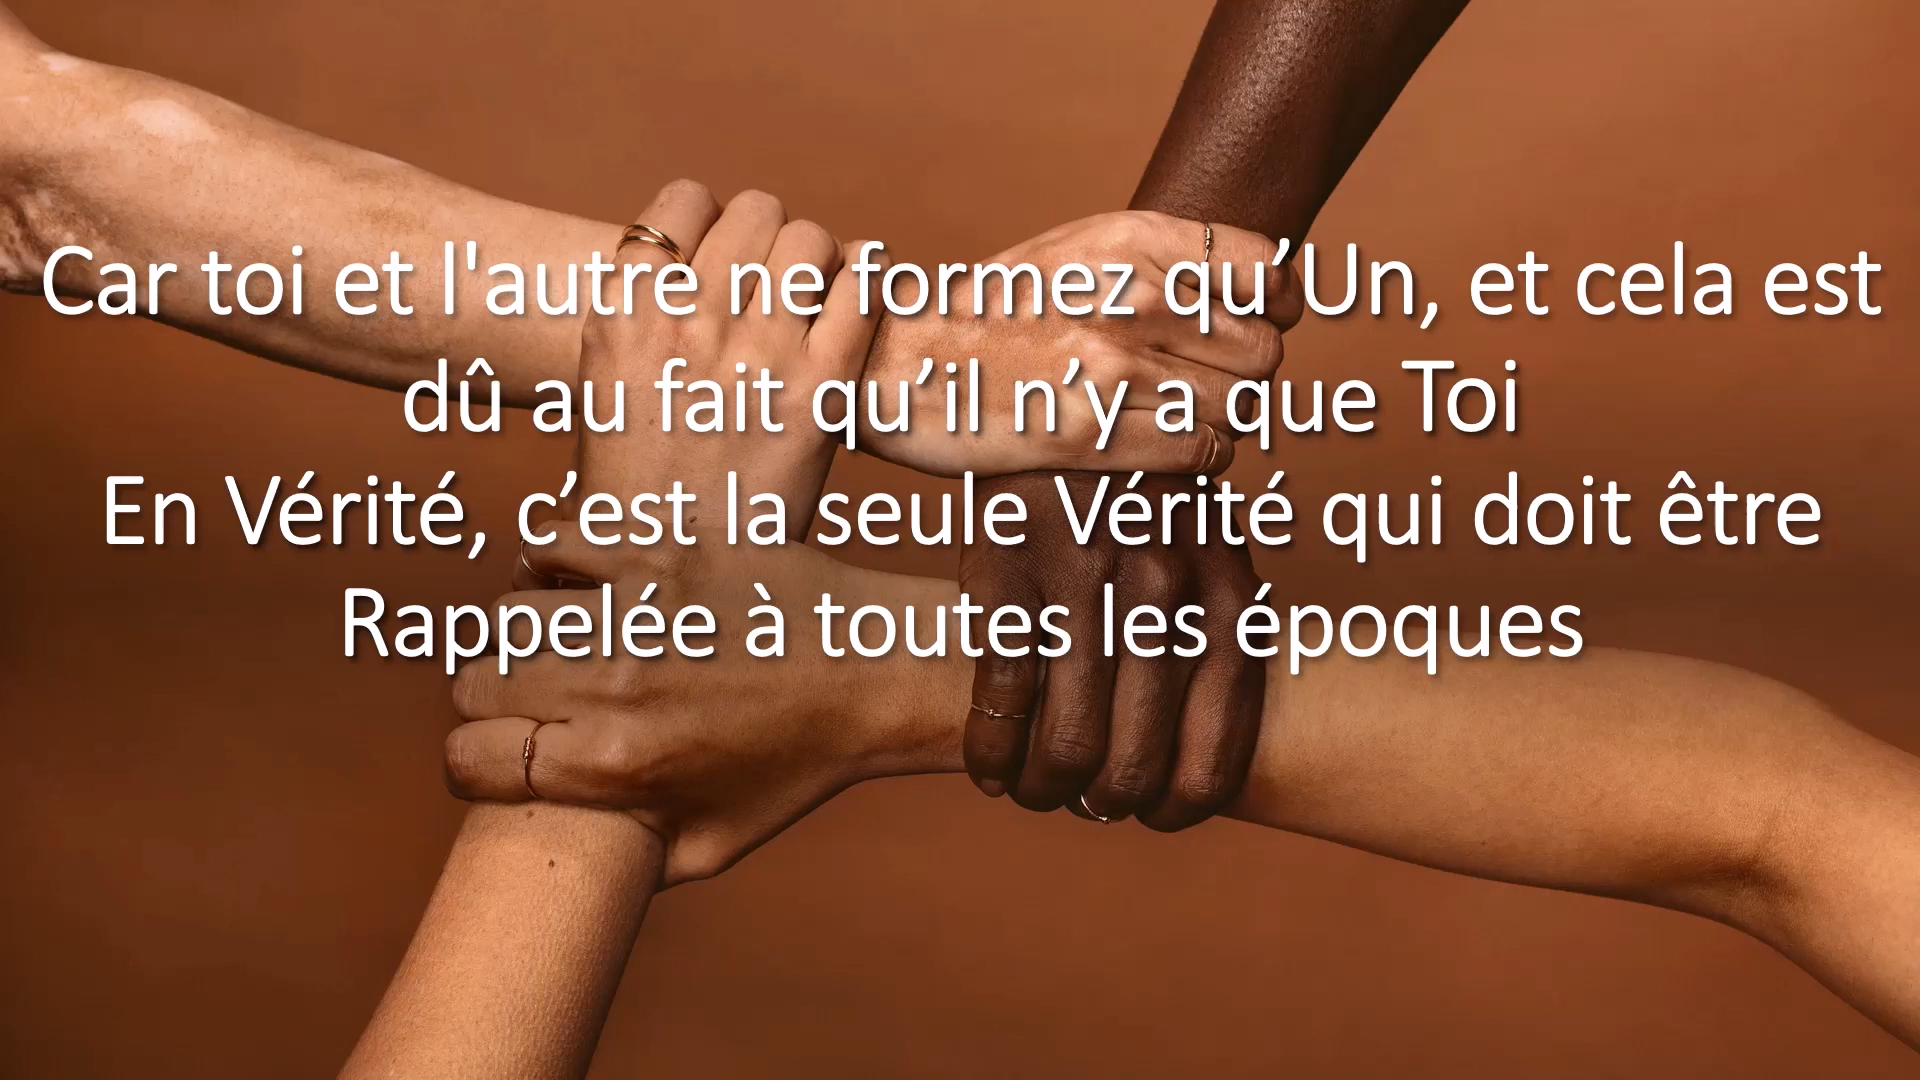 Car toi et l'autre ne formez qu’Un, et cela est
dû au fait qu’il n’y a que Toi
En Vérité, c’est la seule Vérité qui doit être
Rappelée à toutes les époques